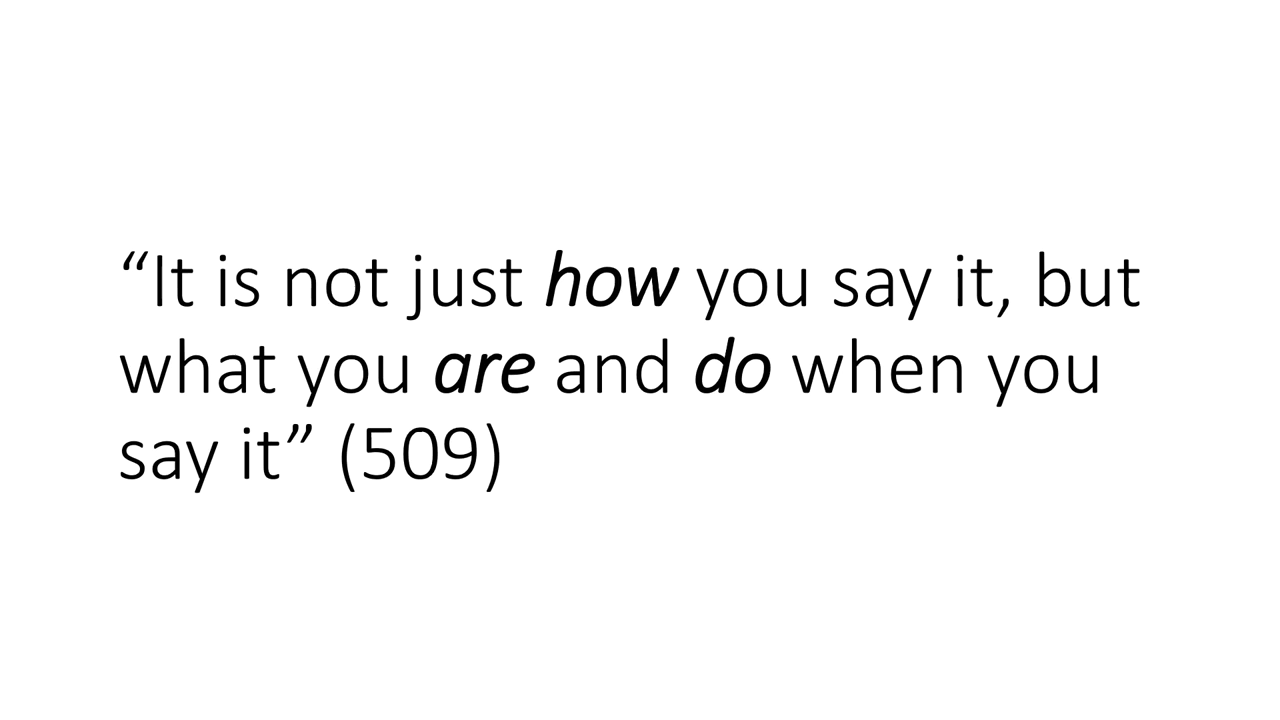 “It is not just how you say it, but
what you are and do when you
say it” (509)